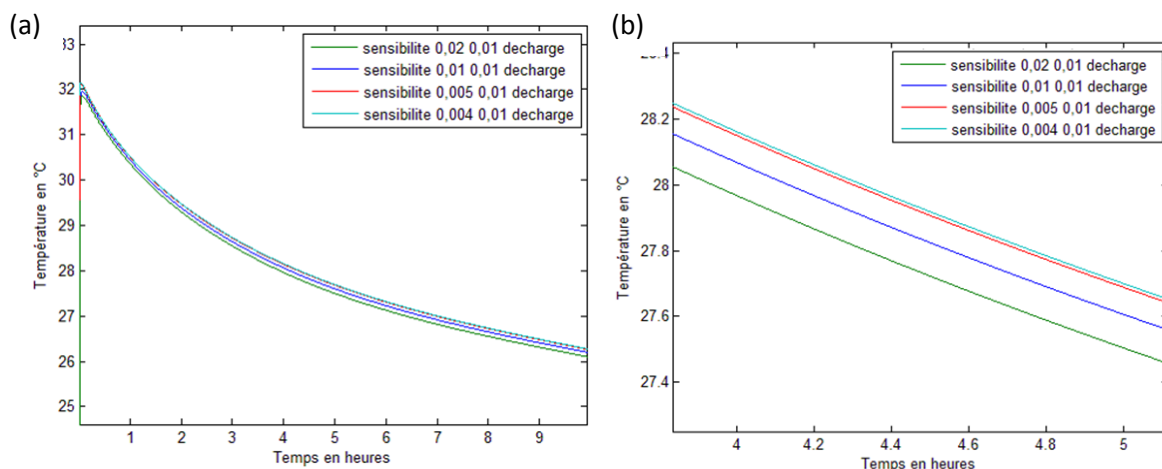 (a)
33
32
31
30
29
28
27
26
25
Température en °C
1 2 3 4 5 6 7 8 9
Temps en heures
sensibilite 0,02 0,01 decharge
sensibilite 0,01 0,01 decharge
sensibilite 0,005 0,01 decharge
sensibilite 0,004 0,01 decharge
(b)
28.2
28
27.8
27.6
27.4
Température en °C
4 4.2 4.4 4.6 4.8 5
Temps en heures
sensibilite 0,02 0,01 decharge
sensibilite 0,01 0,01 decharge
sensibilite 0,005 0,01 decharge
sensibilite 0,004 0,01 decharge